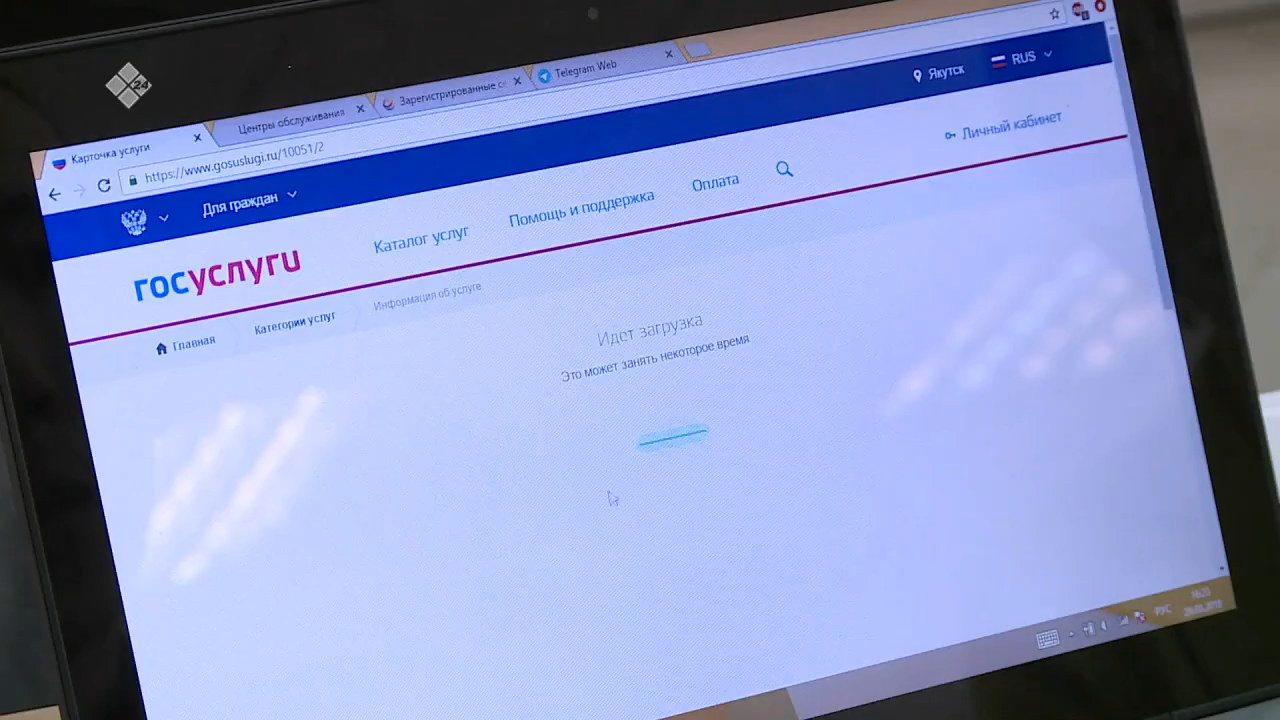 24
Карточка услуги
Центры обслуживания
Зарегистрированные
Telegram Web
https://www.gosuslugi.ru/10051/2
Для граждан
Якутск
RUS
госуслуги
Каталог услуг
Помощь и поддержка
Оплата
Личный кабинет
Главная
Категории услуг
Информация об услуге
Идет загрузка
Это может занять некоторое время
РУС